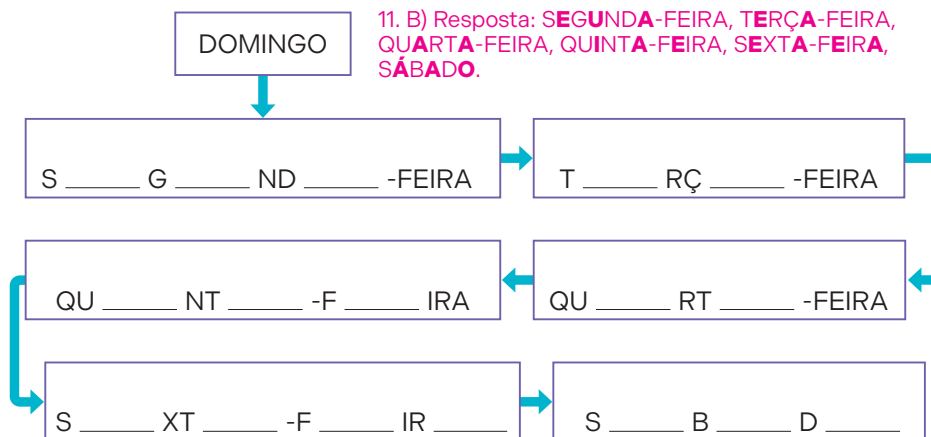 DOMINGO
11. B) Resposta: SEGUNDA-FEIRA, TERÇA-FEIRA,
QUARTA-FEIRA, QUINTA-FEIRA, SEXTA-FEIRA,
SÁBADO.
S ______ G ______ ND ______ -FEIRA
T ______ RÇ ______ -FEIRA
QU ______ NT ______ -F ______ IRA
QU ______ RT ______ -FEIRA
S ______ XT ______ -F ______ IR ______
S ______ B ______ D ______